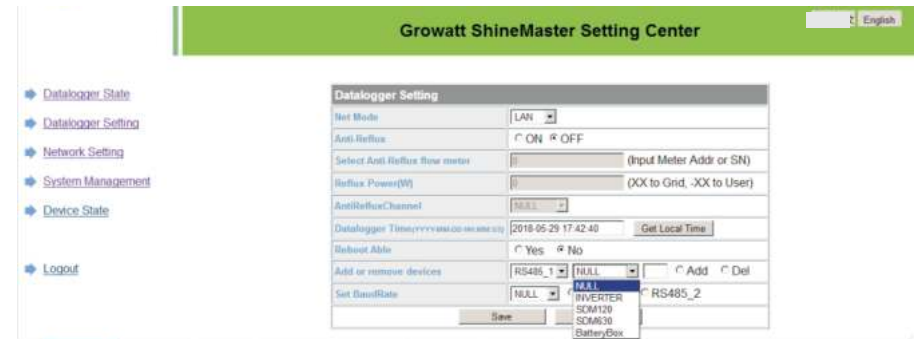 Growatt ShineMaster Setting Center
English
Datalogger State
Datalogger Setting
Network Setting
System Management
Device State
Logout
Datalogger Setting
Net Mode LAN
Anti-Reflux ON OFF
Select Anti-Reflux flow meter 0 (Input Meter Addr or SN)
Reflux Power(W) 0 (XX to Grid, -XX to User)
AntiRefluxChannel NULL
Datalogger Time 2018-05-29 17:42:40 Get Local Time
Reboot Able Yes No
Add or remove devices RS485_1 NULL Add Del
Set BaudRate NULL RS485_2
NULL
INVERTER
SDM120
SDM630
BatteryBox
Save